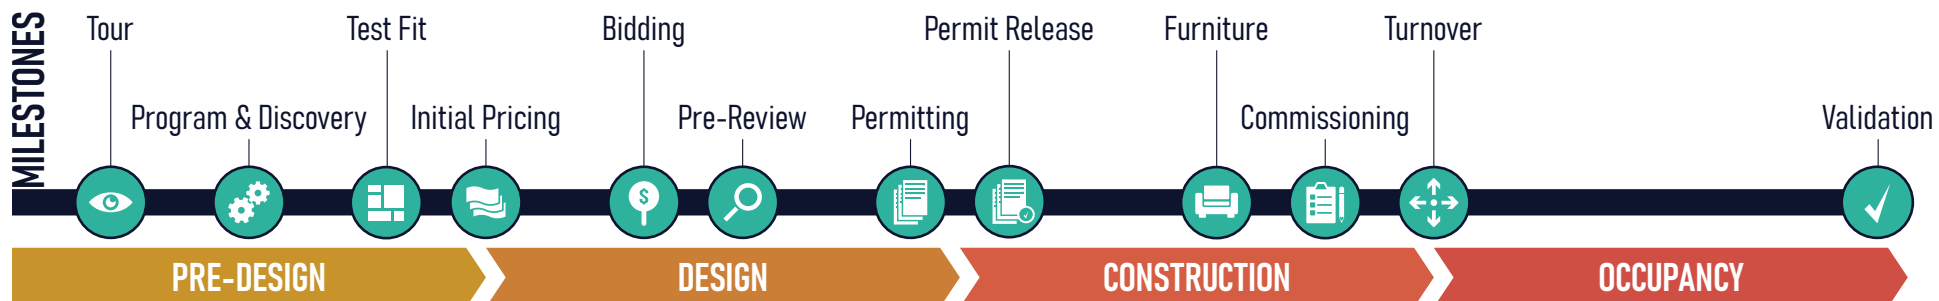 MILESTONES
Tour
Test Fit
Bidding
Permit Release
Furniture
Turnover
Program & Discovery
Initial Pricing
Pre-Review
Permitting
Commissioning
Validation
$
PRE-DESIGN
DESIGN
CONSTRUCTION
OCCUPANCY